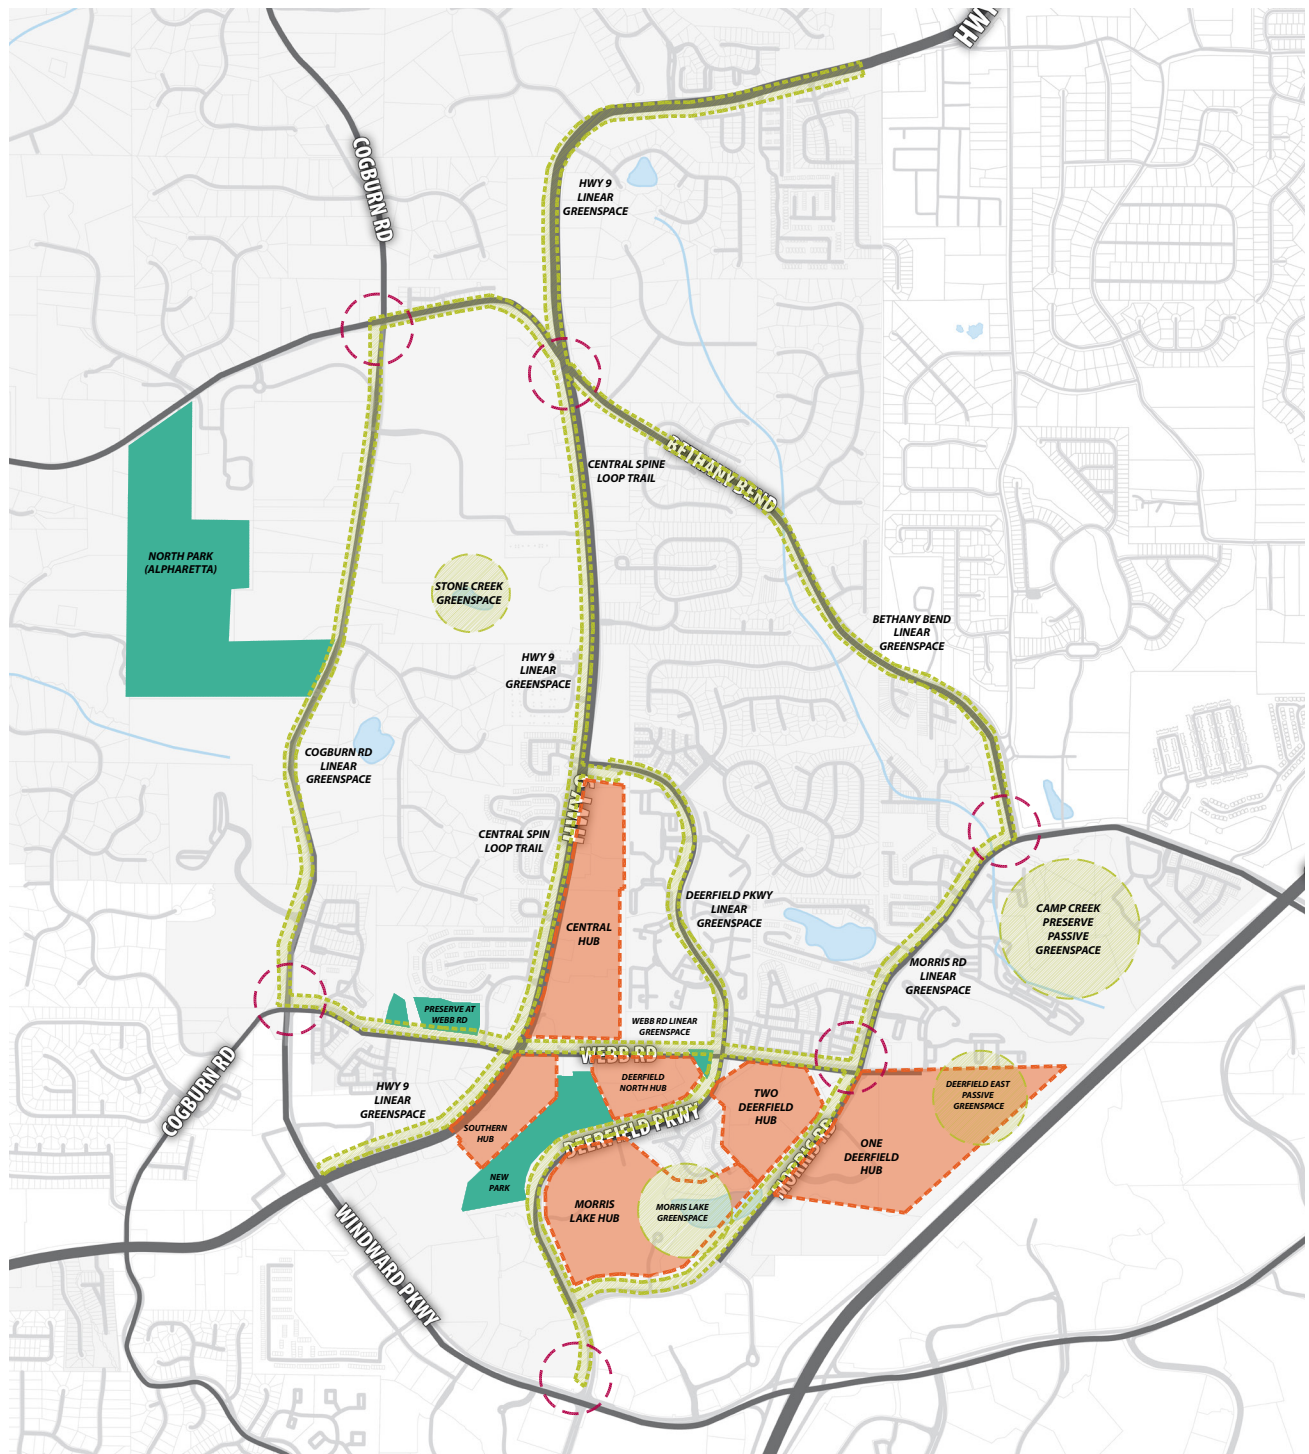 HWY
COGBURN RD
HWY 9
LINEAR
GREENSPACE
BETHANY BEND
CENTRAL SPINE
LOOP TRAIL
NORTH PARK
(ALPHARETTA)
STONE CREEK
GREENSPACE
BETHANY BEND
LINEAR
GREENSPACE
HWY 9
LINEAR
GREENSPACE
COGBURN RD
LINEAR
GREENSPACE
HWY 9
CENTRAL SPIN
LOOP TRAIL
DEERFIELD PKWY
LINEAR
GREENSPACE
CAMP CREEK
PRESERVE
PASSIVE
GREENSPACE
CENTRAL
HUB
MORRIS RD
LINEAR
GREENSPACE
PRESERVE AT
WEBB RD
WEBB RD LINEAR
GREENSPACE
WEBB RD
COGBURN RD
HWY 9
LINEAR
GREENSPACE
DEERFIELD
NORTH HUB
DEERFIELD EAST
PASSIVE
GREENSPACE
TWO
DEERFIELD
HUB
SOUTHERN
HUB
DEERFIELD PKWY
MORRIS RD
ONE
DEERFIELD
HUB
NEW
PARK
MORRIS
LAKE HUB
MORRIS LAKE
GREENSPACE
WINDWARD PKWY